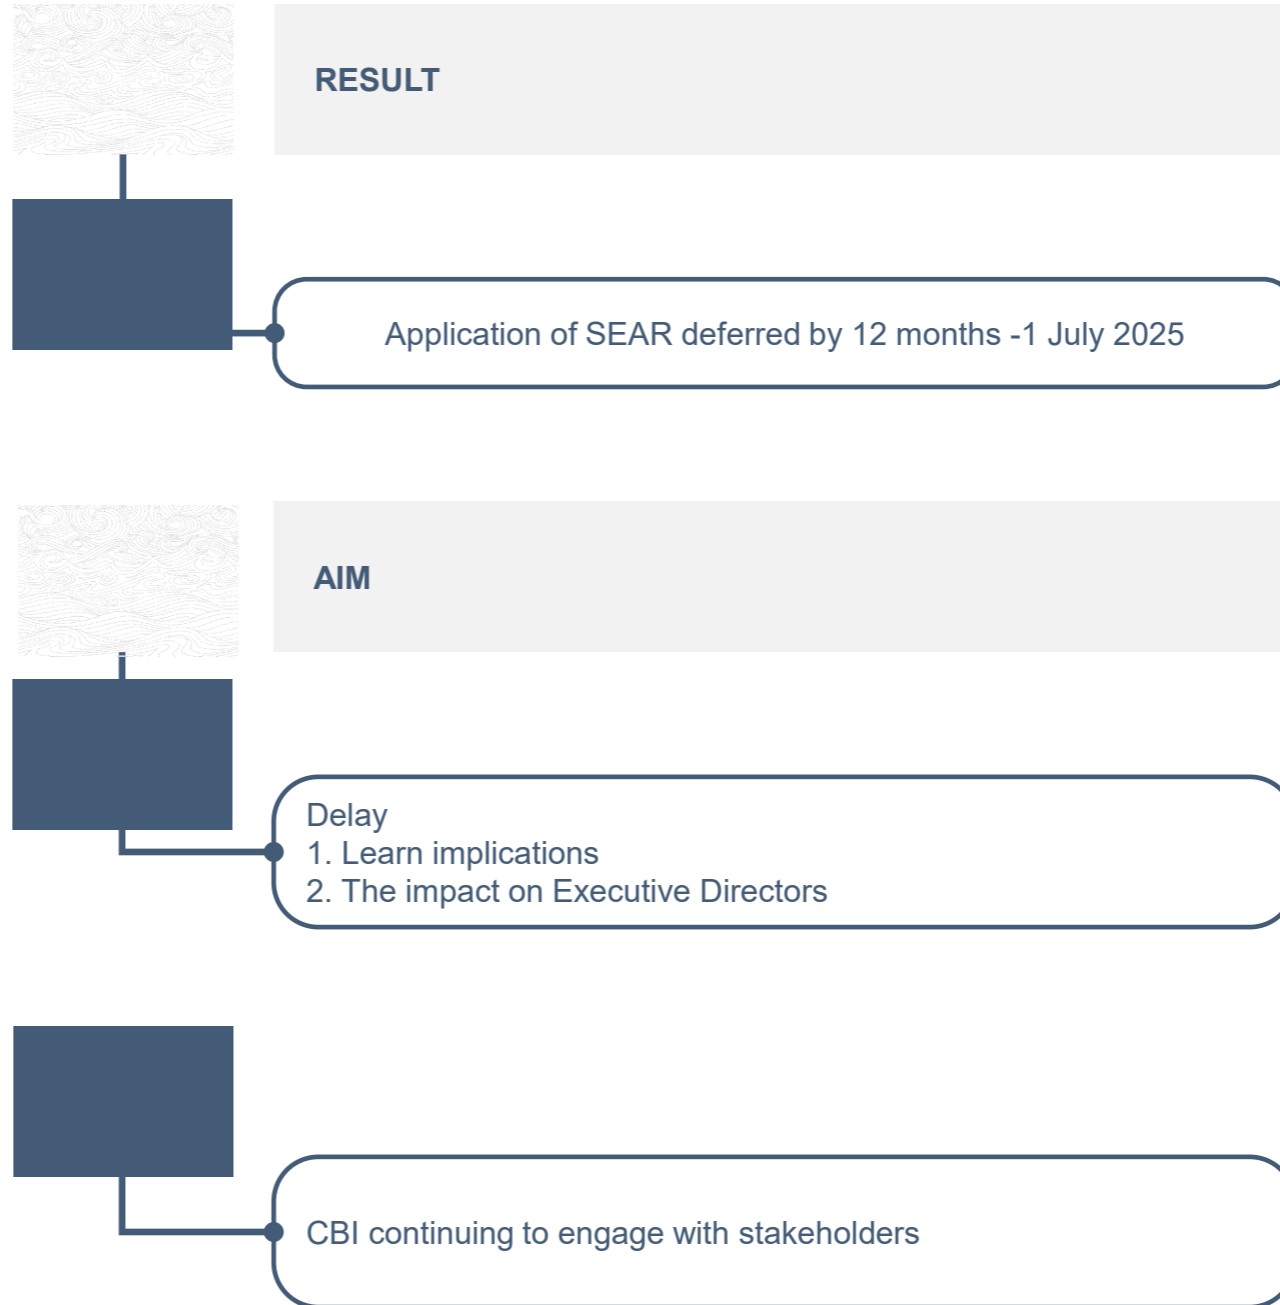 RESULT
Application of SEAR deferred by 12 months -1 July 2025
AIM
Delay
1. Learn implications
2. The impact on Executive Directors
CBI continuing to engage with stakeholders